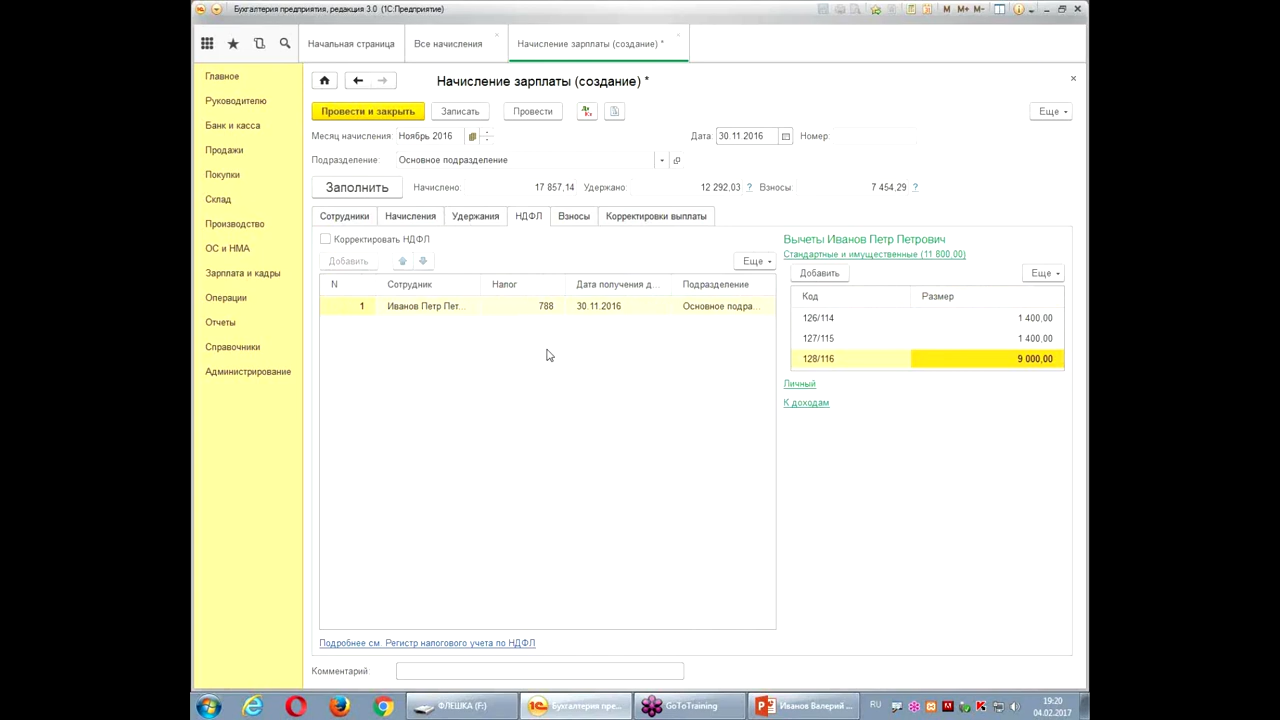 Бухгалтерия предприятия, редакция 3.0 (1С:Предприятие)
M M+ M-
Начальная страница
Все начисления
Начисление зарплаты (создание) *
Главное
Руководителю
Банк и касса
Продажи
Покупки
Склад
Производство
ОС и НМА
Зарплата и кадры
Операции
Отчеты
Справочники
Администрирование
Начисление зарплаты (создание) *
Провести и закрыть Записать Провести Еще
Месяц начисления: Ноябрь 2016 Дата: 30.11.2016 Номер:
Подразделение: Основное подразделение
Заполнить Начислено: 17 857,14 Удержано: 12 292,03 ? Взносы: 7 454,29 ?
Сотрудники Начисления Удержания НДФЛ Взносы Корректировки выплаты
Корректировать НДФЛ
Добавить Еще
N Сотрудник Налог Дата получения д... Подразделение
1 Иванов Петр Пет... 788 30.11.2016 Основное подра...
Вычеты Иванов Петр Петрович
Стандартные и имущественные (11 800,00)
Добавить Еще
Код Размер
126/114 1 400,00
127/115 1 400,00
128/116 9 000,00
Личный
К доходам
Подробнее см. Регистр налогового учета по НДФЛ
Комментарий:
ФЛЕШКА (F:)
Бухгалтерия пре...
GoToTraining
Иванов Валерий ...
RU
19:20
04.02.2017